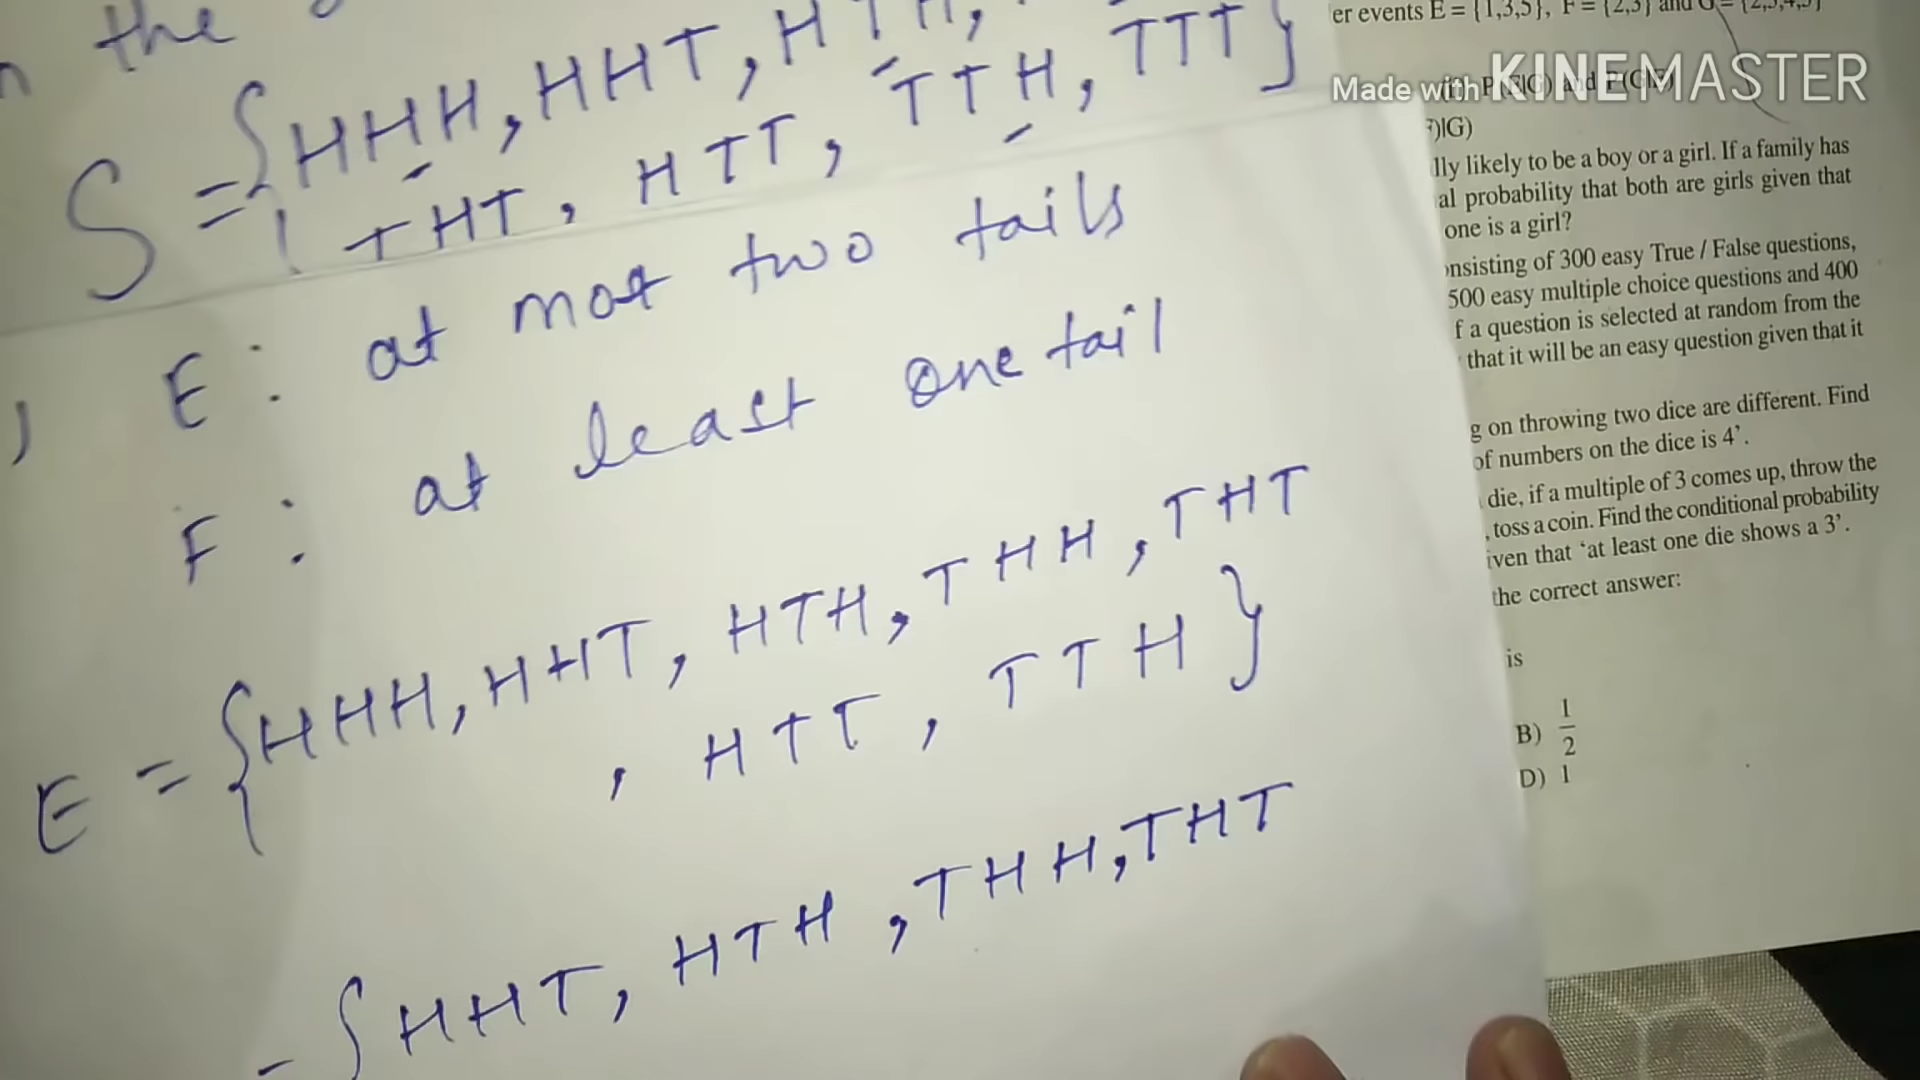 the
S = {HHH, HHT, HTH,
THT, HTT, TTH, TTT}
E : at mot two tails
F : at least one tail
E = {HHH, HHT, HTH, THH, THT
, HTT, TTH}
{HHT, HTH, THH, THT
er events E = {1,3,5}, F = {2,3} and G = {2,3,4,5}
Made with KINEMASTER
)|G)
lly likely to be a boy or a girl. If a family has
al probability that both are girls given that
one is a girl?
onsisting of 300 easy True / False questions,
500 easy multiple choice questions and 400
f a question is selected at random from the
that it will be an easy question given that it
g on throwing two dice are different. Find
of numbers on the dice is 4’.
die, if a multiple of 3 comes up, throw the
, toss a coin. Find the conditional probability
iven that ‘at least one die shows a 3’.
the correct answer:
is
B) 1/2
D) 1